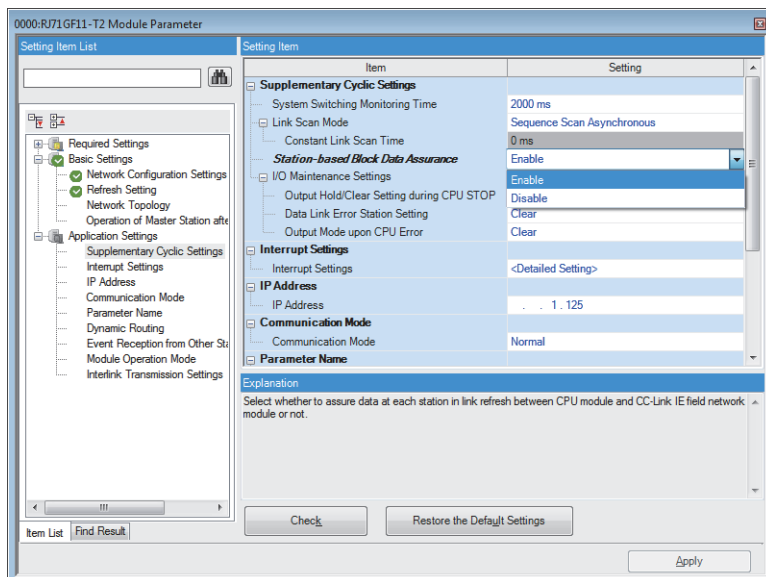 0000:RJ71GF11-T2 Module Parameter
Setting Item List
Required Settings
Basic Settings
Network Configuration Settings
Refresh Setting
Network Topology
Operation of Master Station afte
Application Settings
Supplementary Cyclic Settings
Interrupt Settings
IP Address
Communication Mode
Parameter Name
Dynamic Routing
Event Reception from Other Sta
Module Operation Mode
Interlink Transmission Settings
Item List Find Result
Setting Item
Item Setting
Supplementary Cyclic Settings
System Switching Monitoring Time 2000 ms
Link Scan Mode Sequence Scan Asynchronous
Constant Link Scan Time 0 ms
Station-based Block Data Assurance Enable
Enable
Disable
I/O Maintenance Settings
Output Hold/Clear Setting during CPU STOP
Data Link Error Station Setting Clear
Output Mode upon CPU Error Clear
Interrupt Settings
Interrupt Settings <Detailed Setting>
IP Address
IP Address . . 1 . 125
Communication Mode
Communication Mode Normal
Parameter Name
Explanation
Select whether to assure data at each station in link refresh between CPU module and CC-Link IE field network
module or not.
Check Restore the Default Settings
Apply